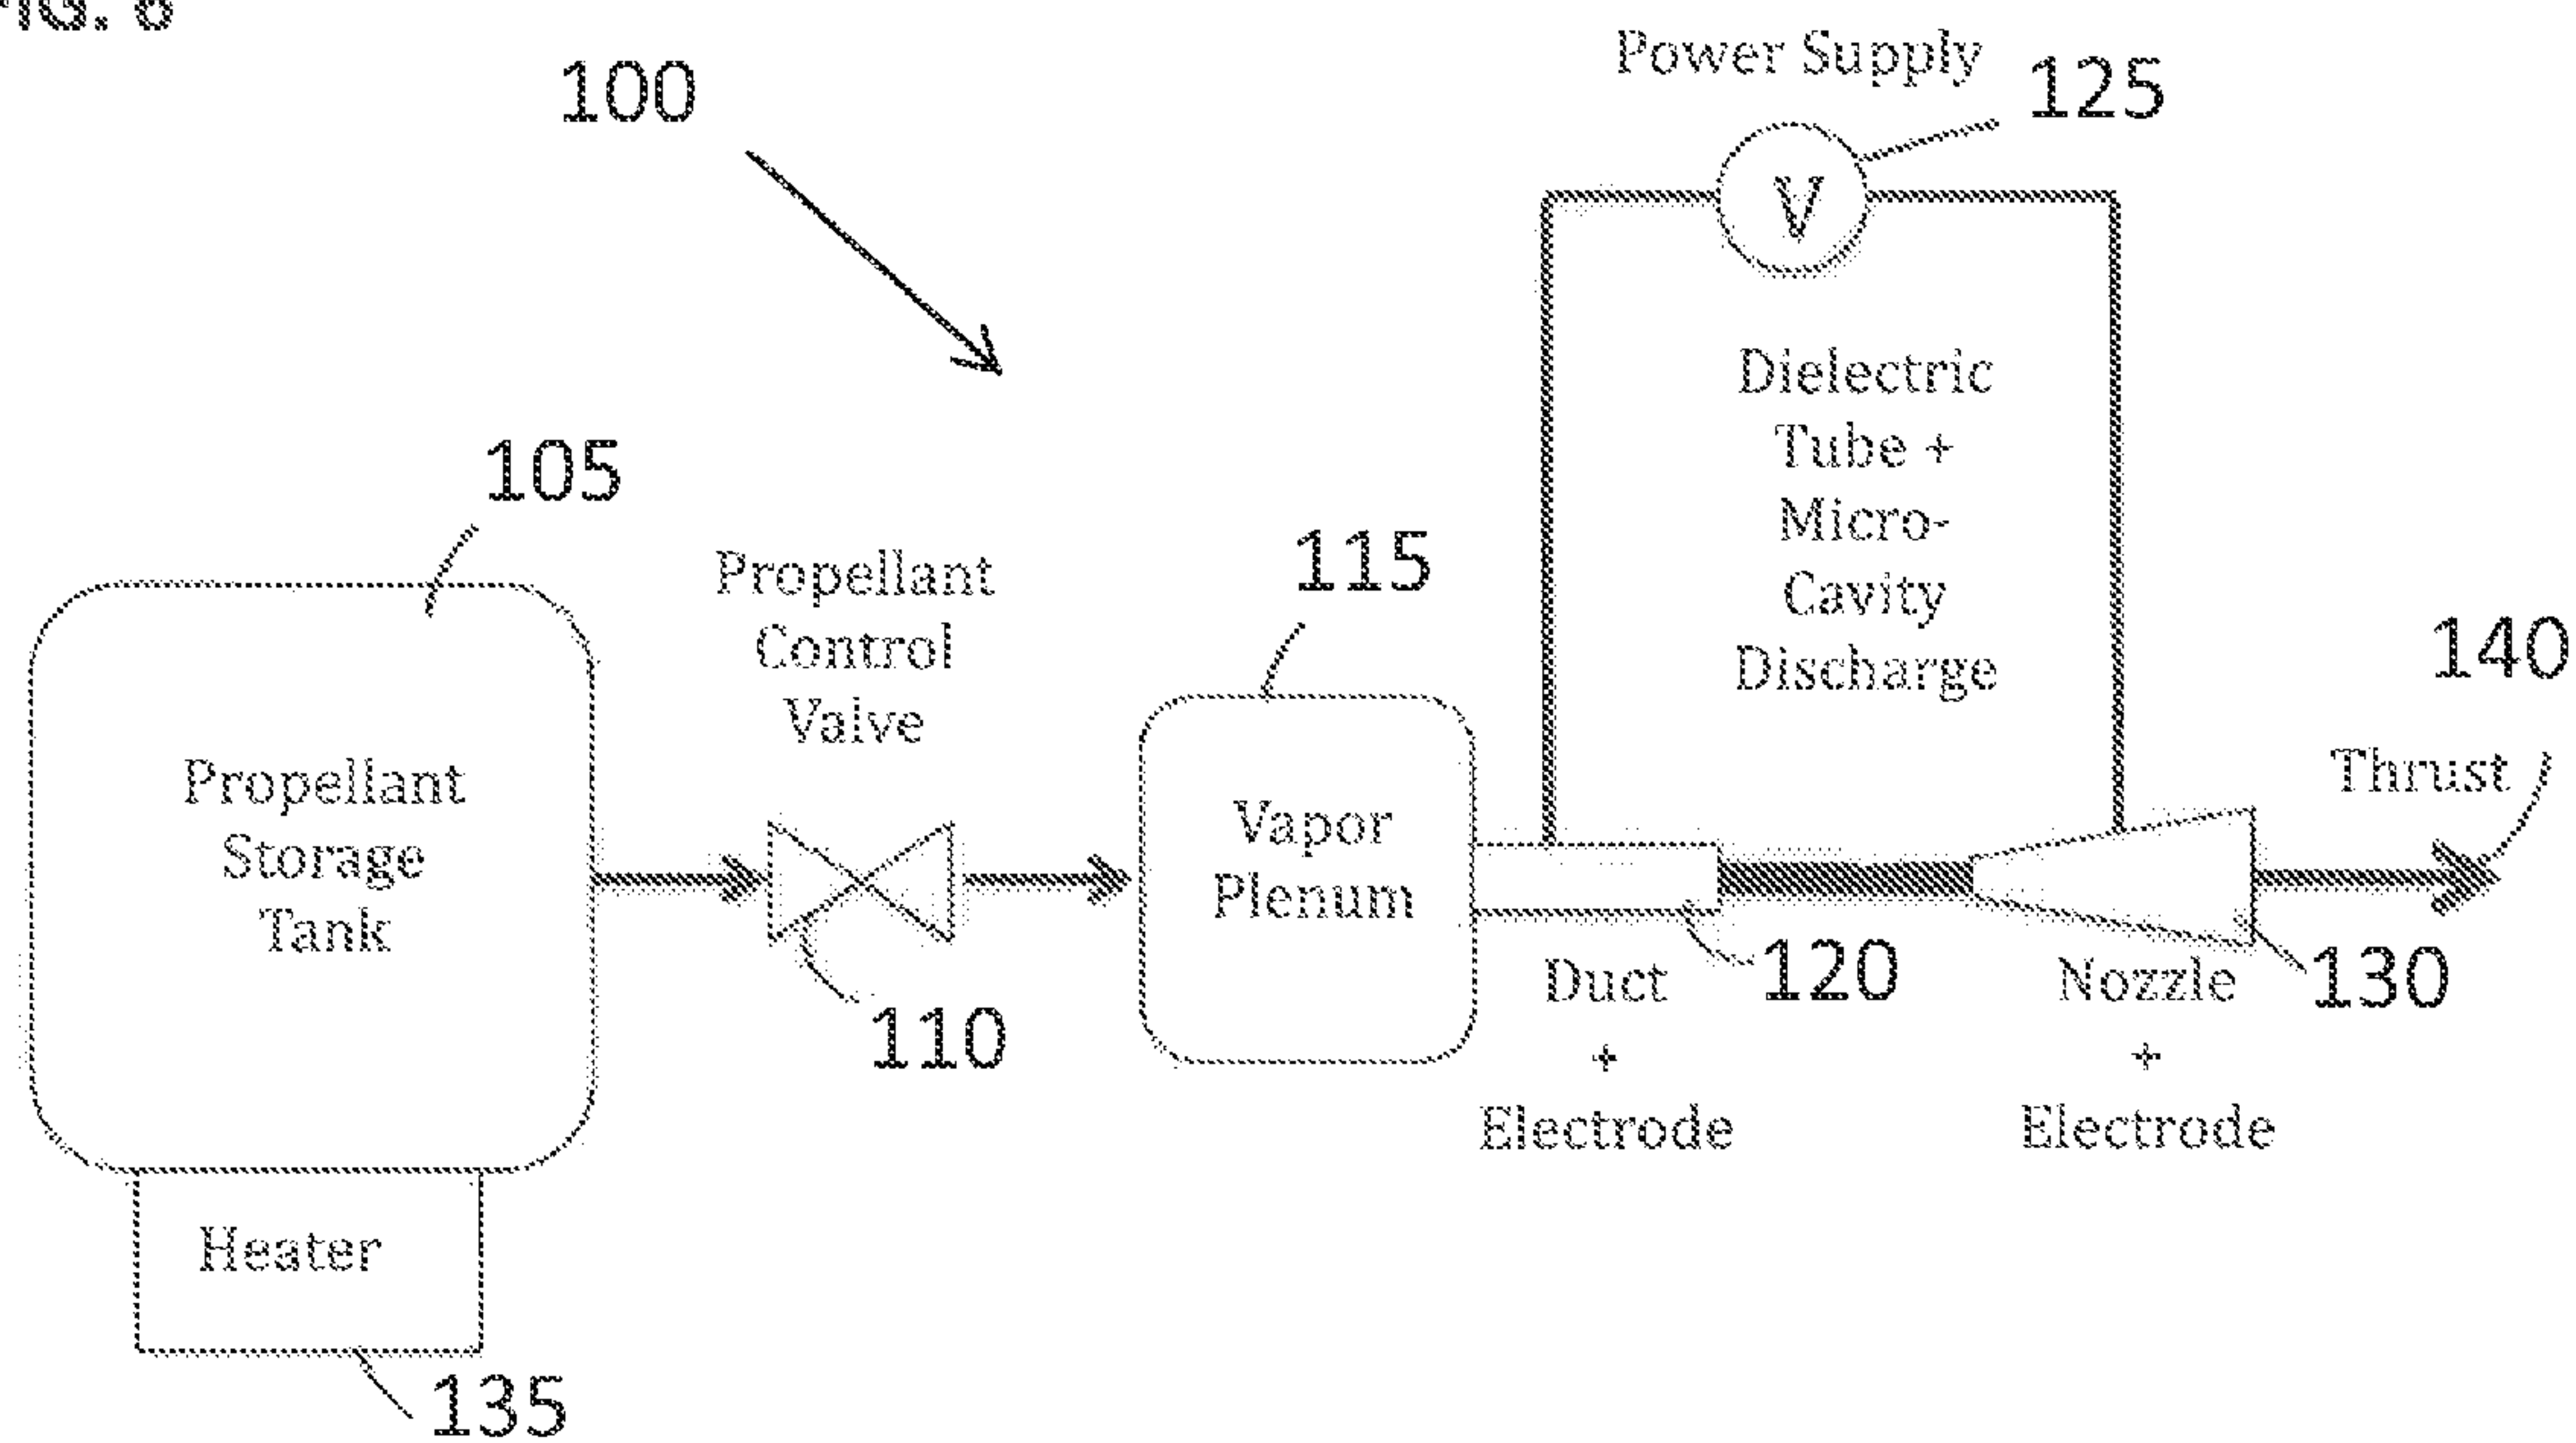 100
Power Supply
125
V
105
Propellant
Control
Valve
115
Dielectric
Tube +
Micro-
Cavity
Discharge
140
Thrust
Propellant
Storage
Tank
Vapor
Plenum
110
Duct
+
Electrode
120
Nozzle
+
Electrode
130
Heater
135